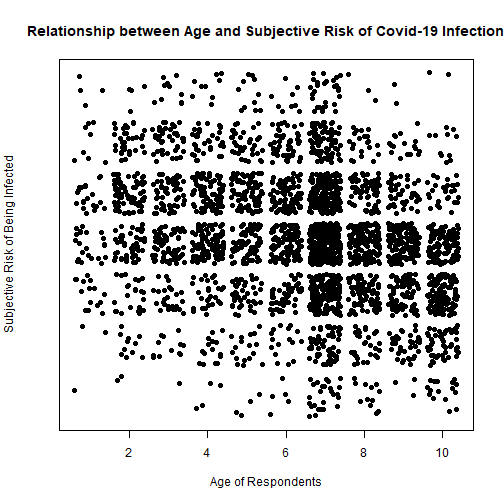 Relationship between Age and Subjective Risk of Covid-19 Infection
Subjective Risk of Being Infected
2 4 6 8 10
Age of Respondents